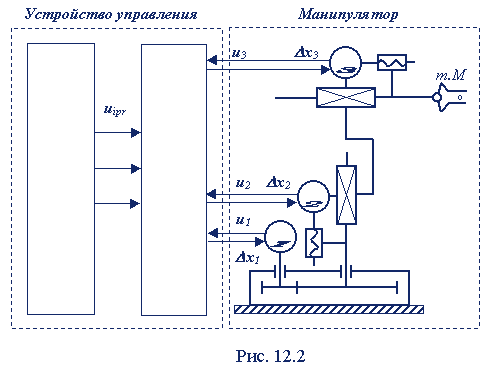 Устройство управления
Манипулятор
u3 Δx3
т.M
uipr
u2 Δx2
u1
Δx1
Рис. 12.2